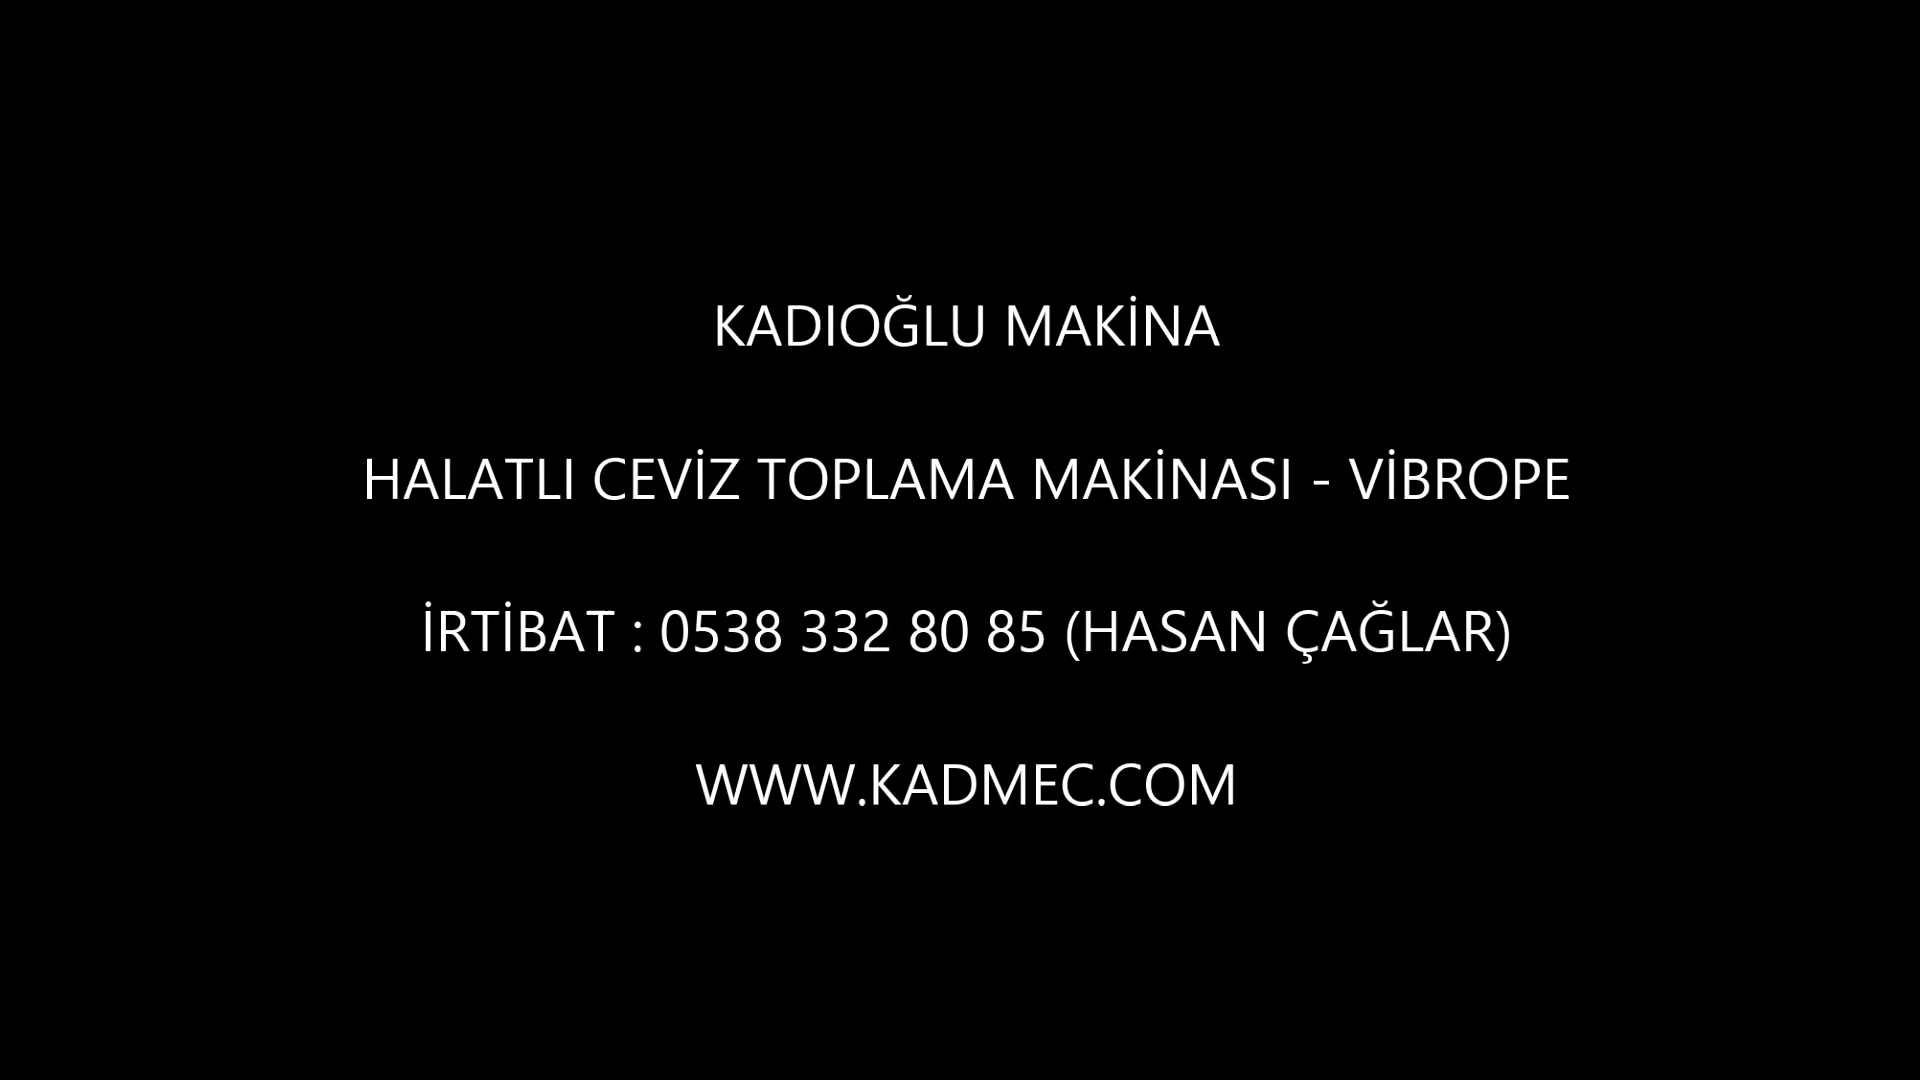 KADIOĞLU MAKİNA
HALATLI CEVİZ TOPLAMA MAKİNASI - VİBROPE
İRTİBAT : 0538 332 80 85 (HASAN ÇAĞLAR)
WWW.KADMEC.COM